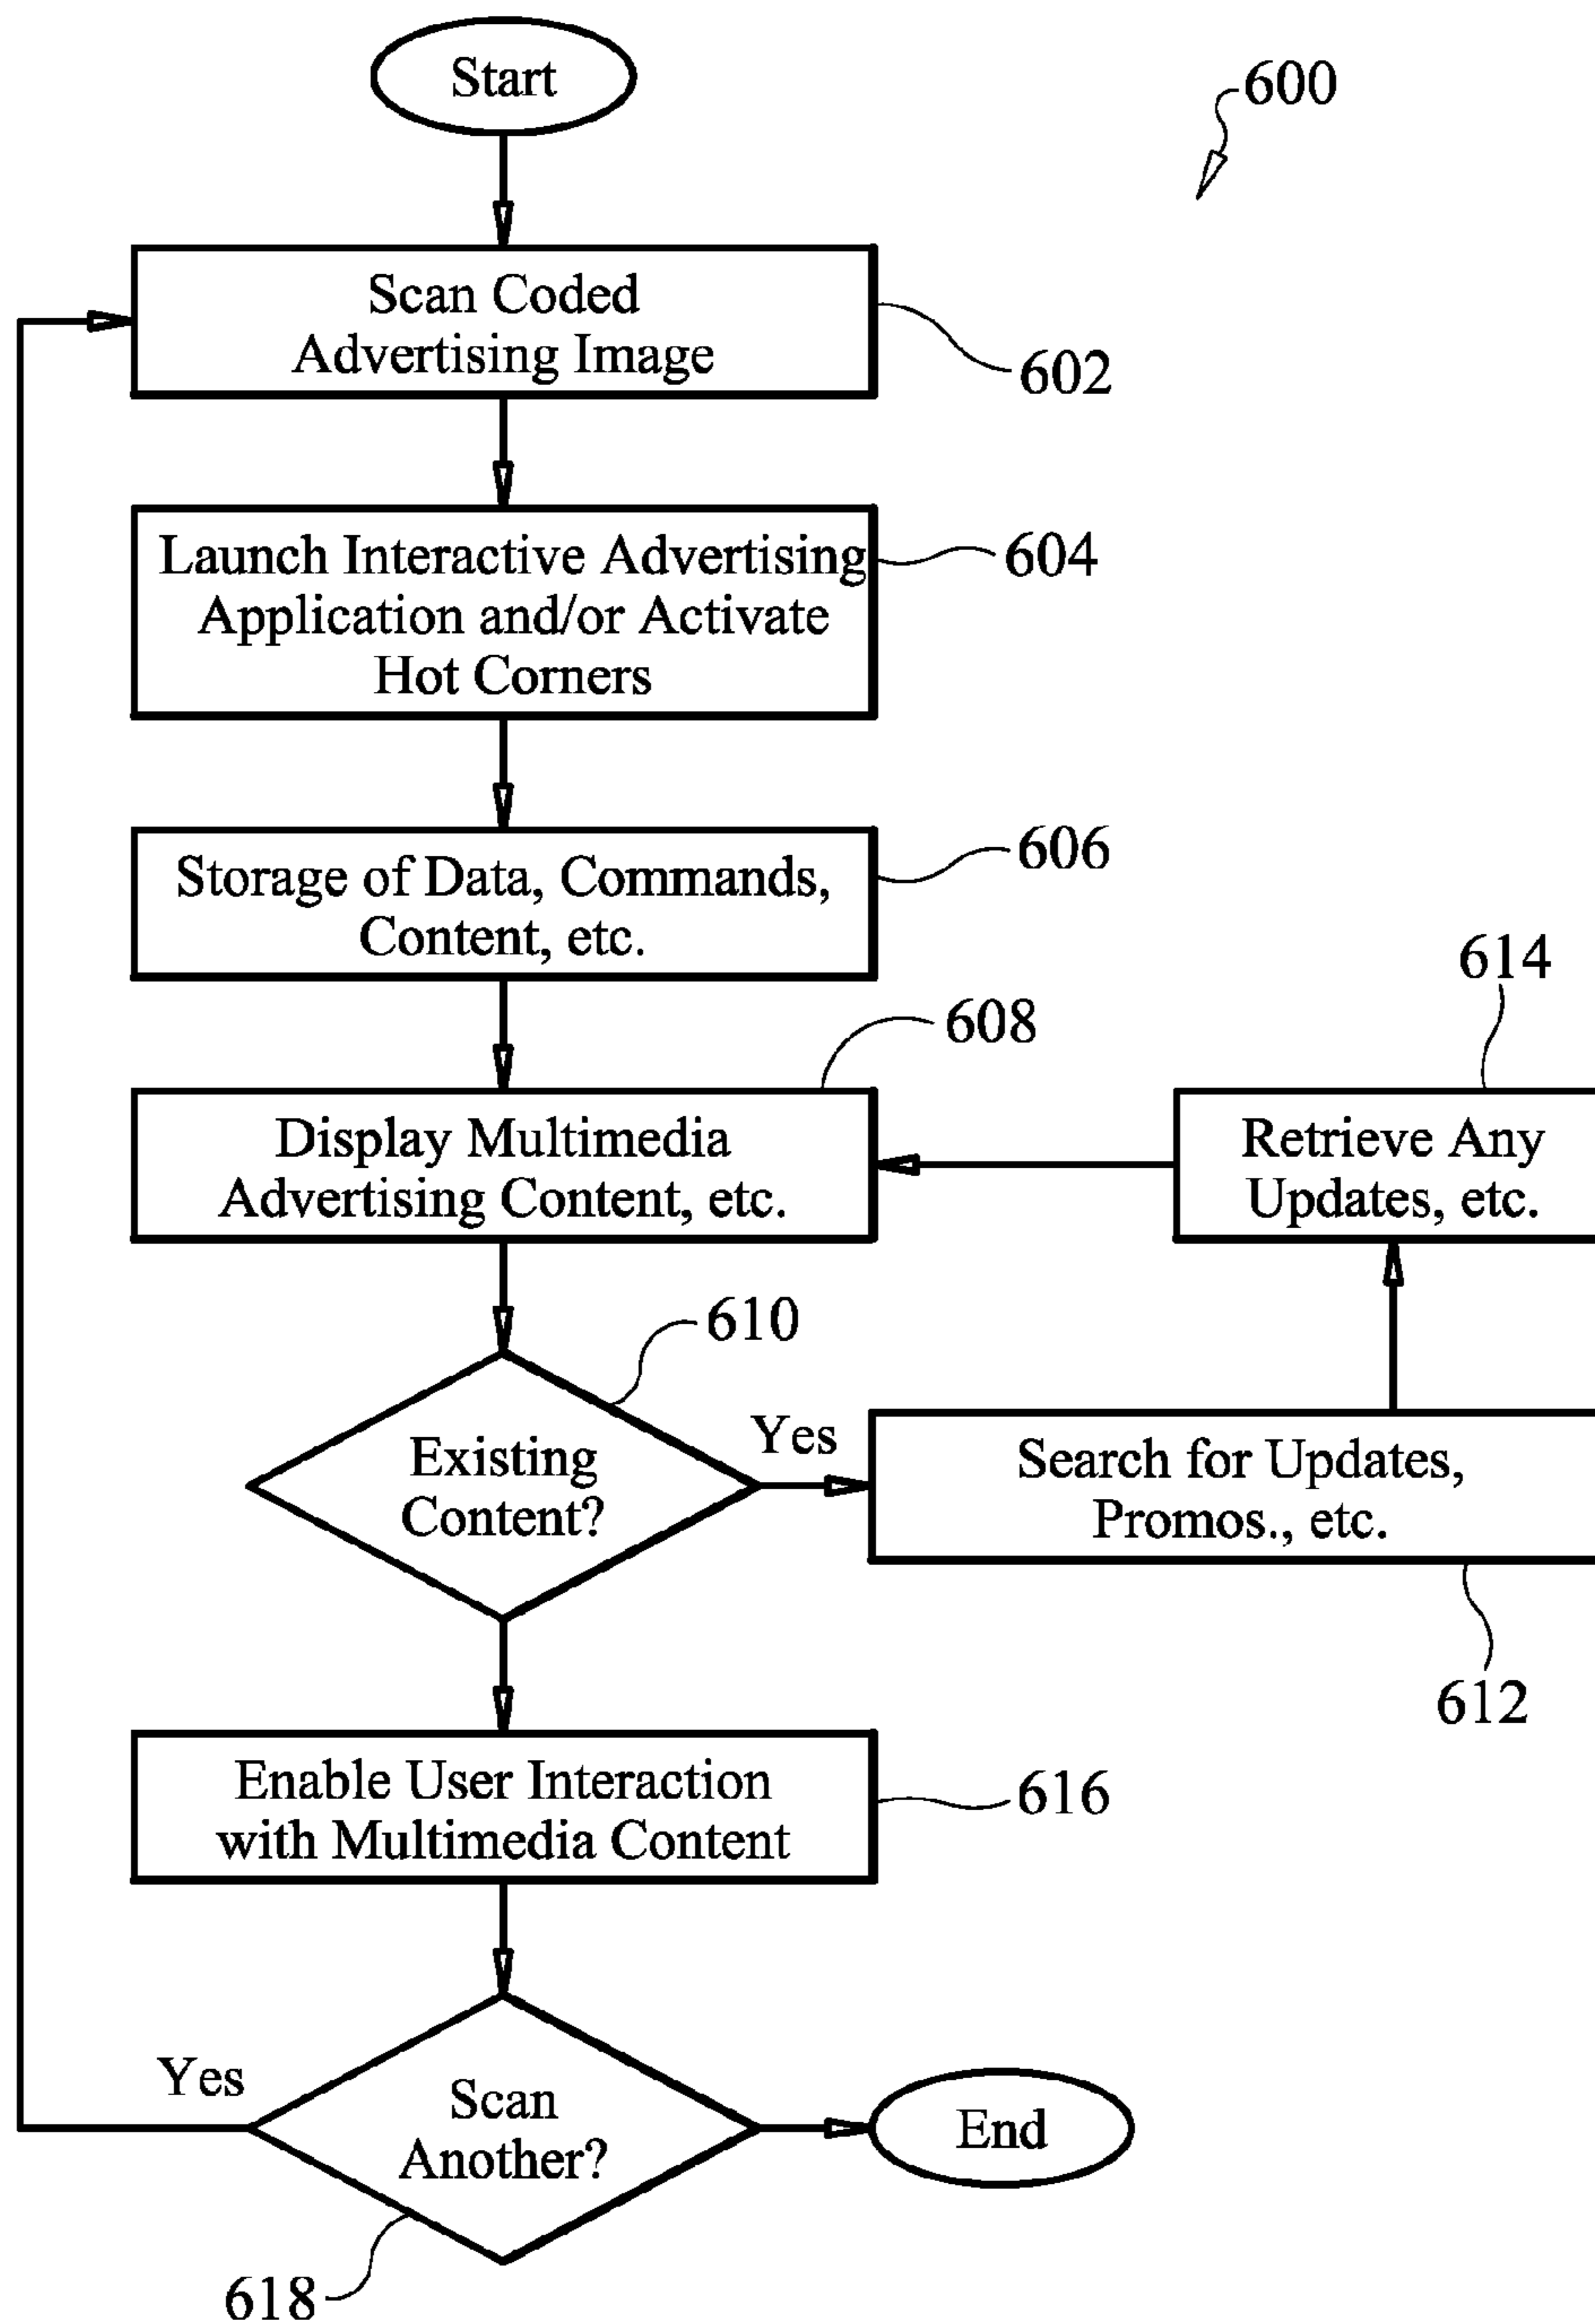 Start
600
Scan Coded
Advertising Image
602
Launch Interactive Advertising
Application and/or Activate
Hot Corners
604
Storage of Data, Commands,
Content, etc.
606
608
Display Multimedia
Advertising Content, etc.
614
Retrieve Any
Updates, etc.
610
Existing
Content?
Yes
Search for Updates,
Promos., etc.
612
Enable User Interaction
with Multimedia Content
616
Yes
Scan
Another?
End
618